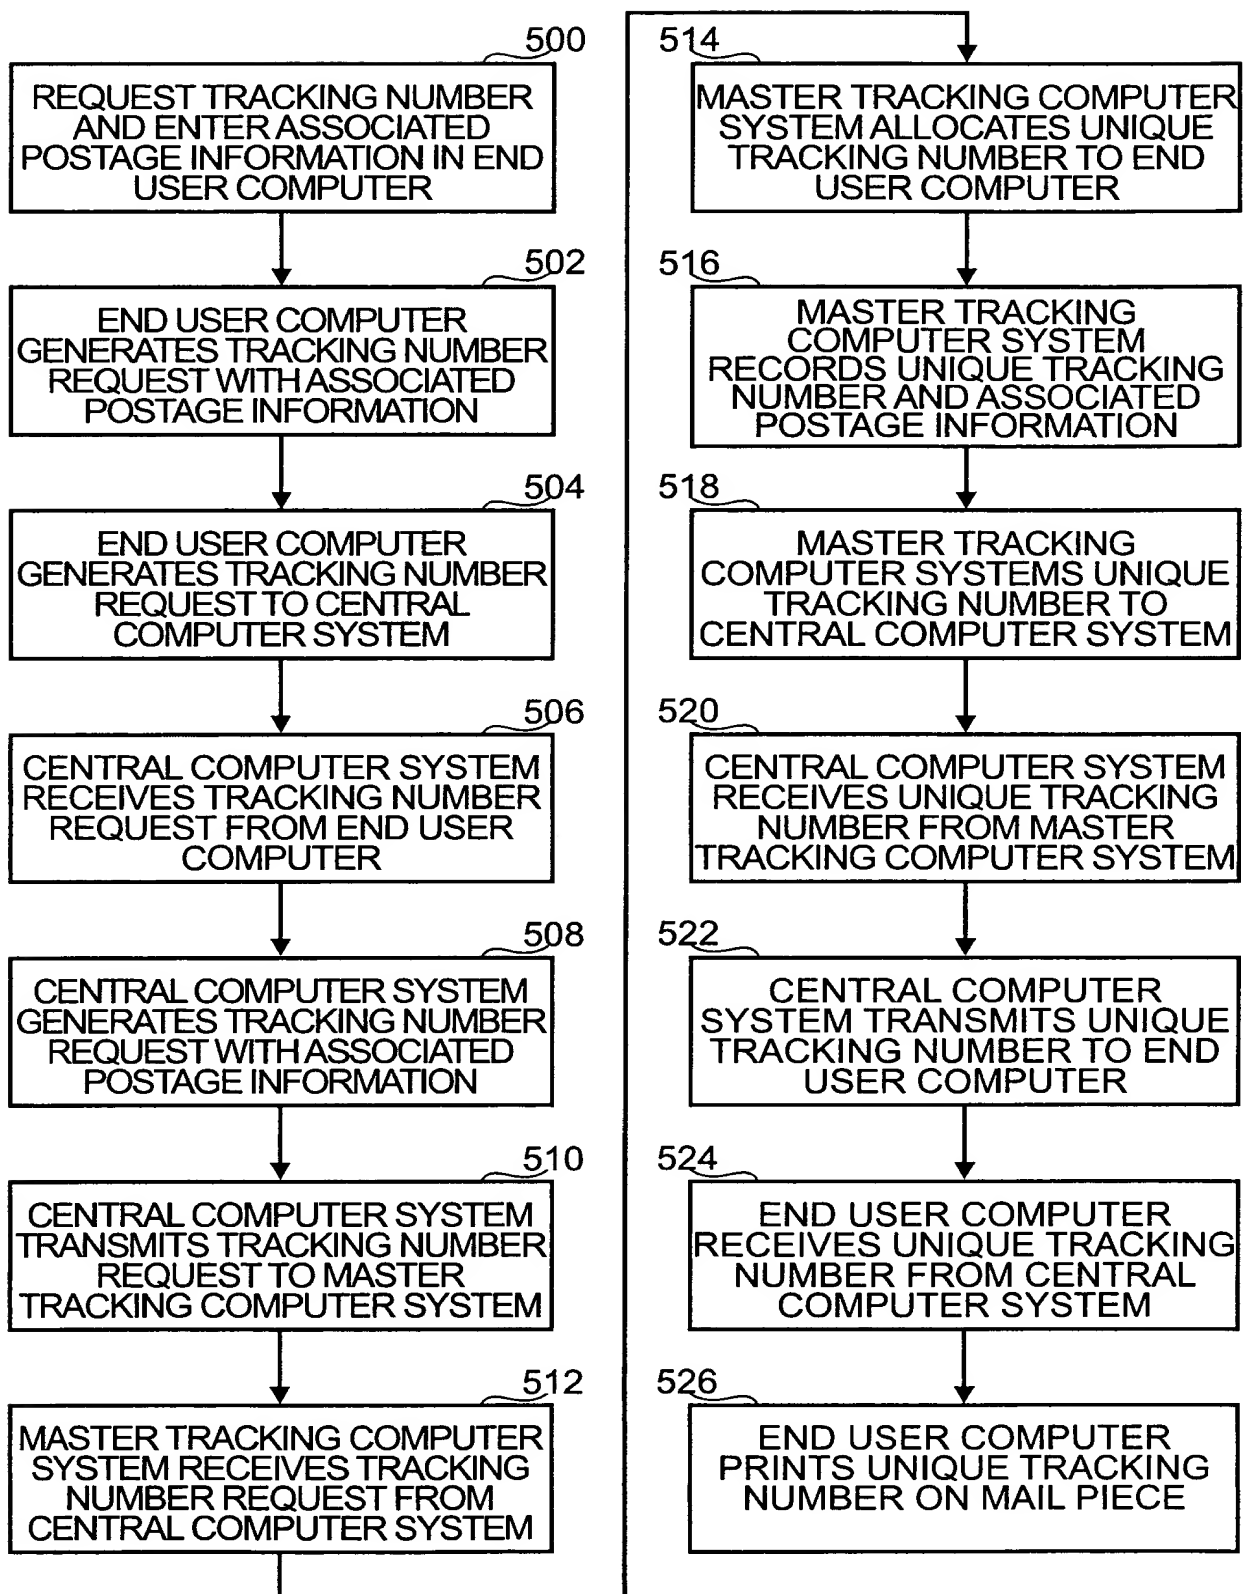 500
REQUEST TRACKING NUMBER
AND ENTER ASSOCIATED
POSTAGE INFORMATION IN END
USER COMPUTER
502
END USER COMPUTER
GENERATES TRACKING NUMBER
REQUEST WITH ASSOCIATED
POSTAGE INFORMATION
504
END USER COMPUTER
GENERATES TRACKING NUMBER
REQUEST TO CENTRAL
COMPUTER SYSTEM
506
CENTRAL COMPUTER SYSTEM
RECEIVES TRACKING NUMBER
REQUEST FROM END USER
COMPUTER
508
CENTRAL COMPUTER SYSTEM
GENERATES TRACKING NUMBER
REQUEST WITH ASSOCIATED
POSTAGE INFORMATION
510
CENTRAL COMPUTER SYSTEM
TRANSMITS TRACKING NUMBER
REQUEST TO MASTER
TRACKING COMPUTER SYSTEM
512
MASTER TRACKING COMPUTER
SYSTEM RECEIVES TRACKING
NUMBER REQUEST FROM
CENTRAL COMPUTER SYSTEM
514
MASTER TRACKING COMPUTER
SYSTEM ALLOCATES UNIQUE
TRACKING NUMBER TO END
USER COMPUTER
516
MASTER TRACKING
COMPUTER SYSTEM
RECORDS UNIQUE TRACKING
NUMBER AND ASSOCIATED
POSTAGE INFORMATION
518
MASTER TRACKING
COMPUTER SYSTEMS UNIQUE
TRACKING NUMBER TO
CENTRAL COMPUTER SYSTEM
520
CENTRAL COMPUTER SYSTEM
RECEIVES UNIQUE TRACKING
NUMBER FROM MASTER
TRACKING COMPUTER SYSTEM
522
CENTRAL COMPUTER
SYSTEM TRANSMITS UNIQUE
TRACKING NUMBER TO END
USER COMPUTER
524
END USER COMPUTER
RECEIVES UNIQUE TRACKING
NUMBER FROM CENTRAL
COMPUTER SYSTEM
526
END USER COMPUTER
PRINTS UNIQUE TRACKING
NUMBER ON MAIL PIECE